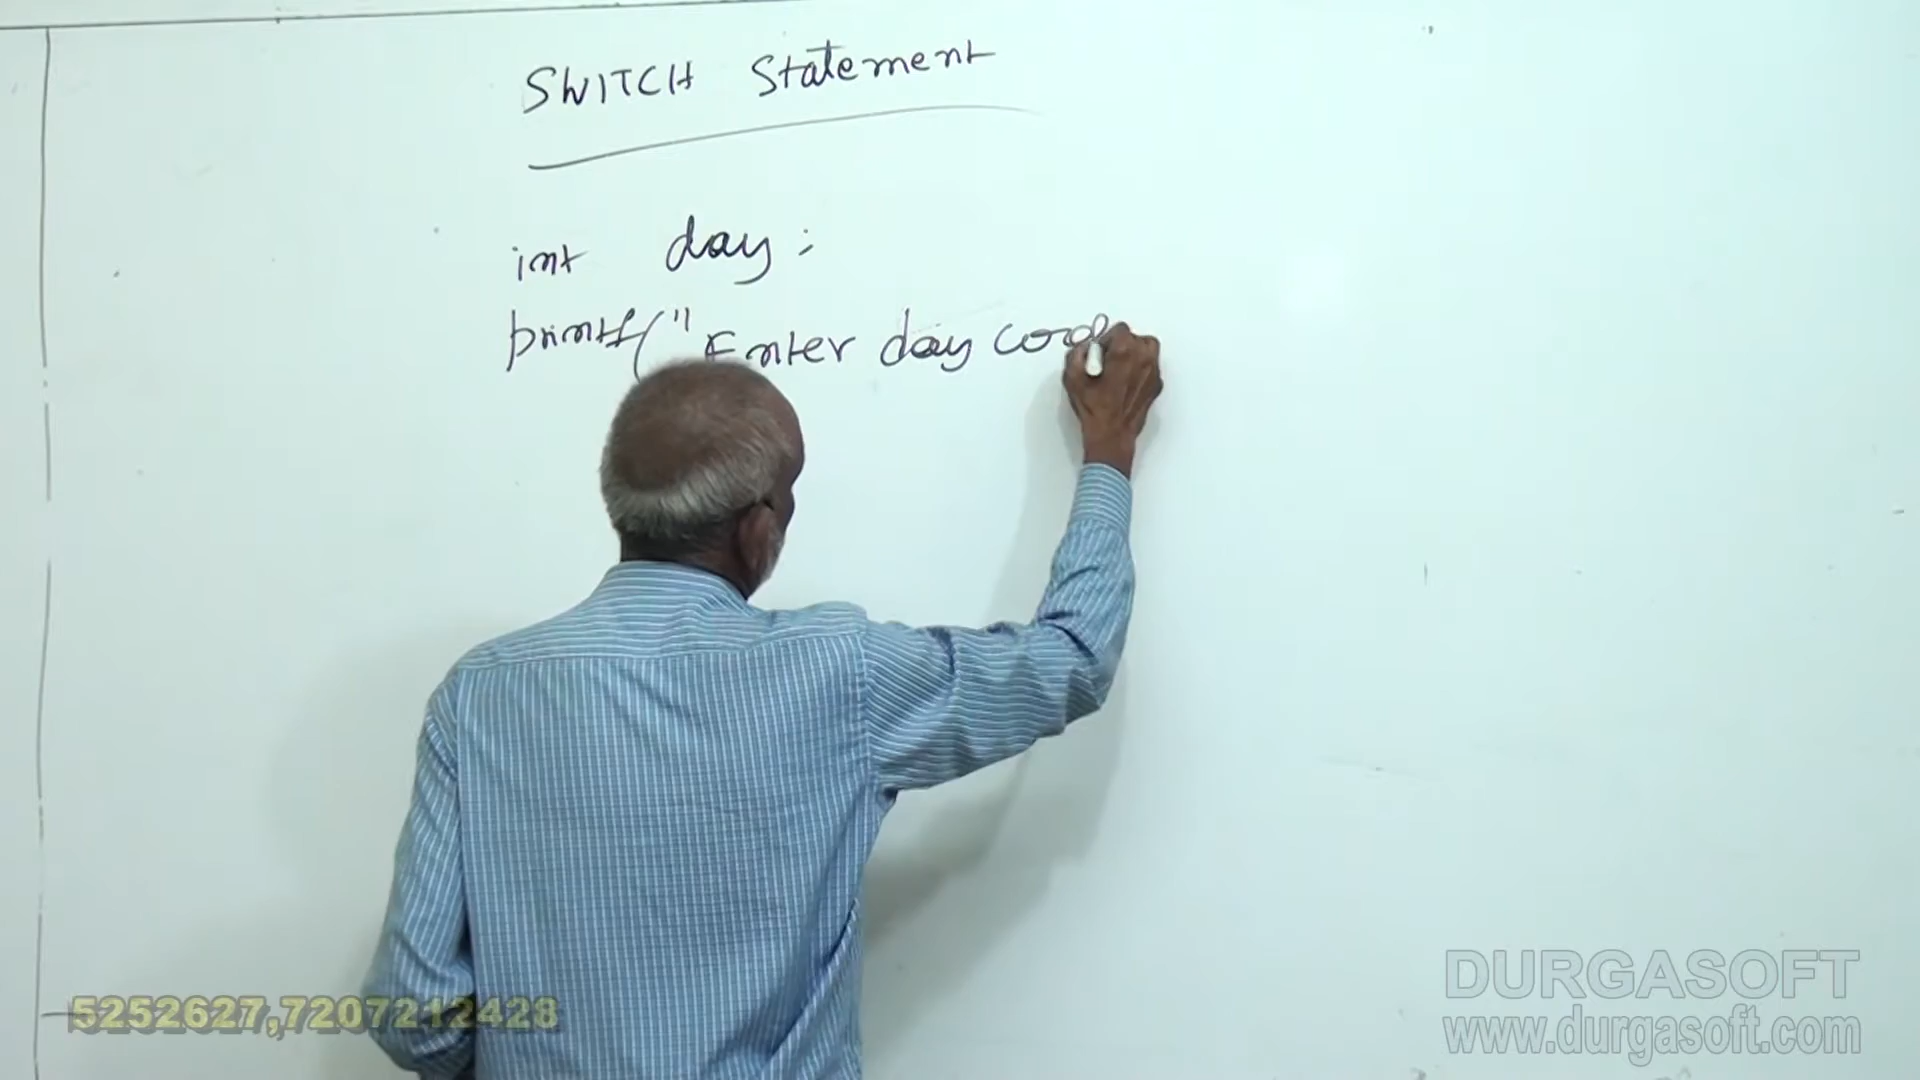 SWITCH Statement
int day;
printf(" Enter day cod
5252627,7207212428
DURGASOFT
www.durgasoft.com